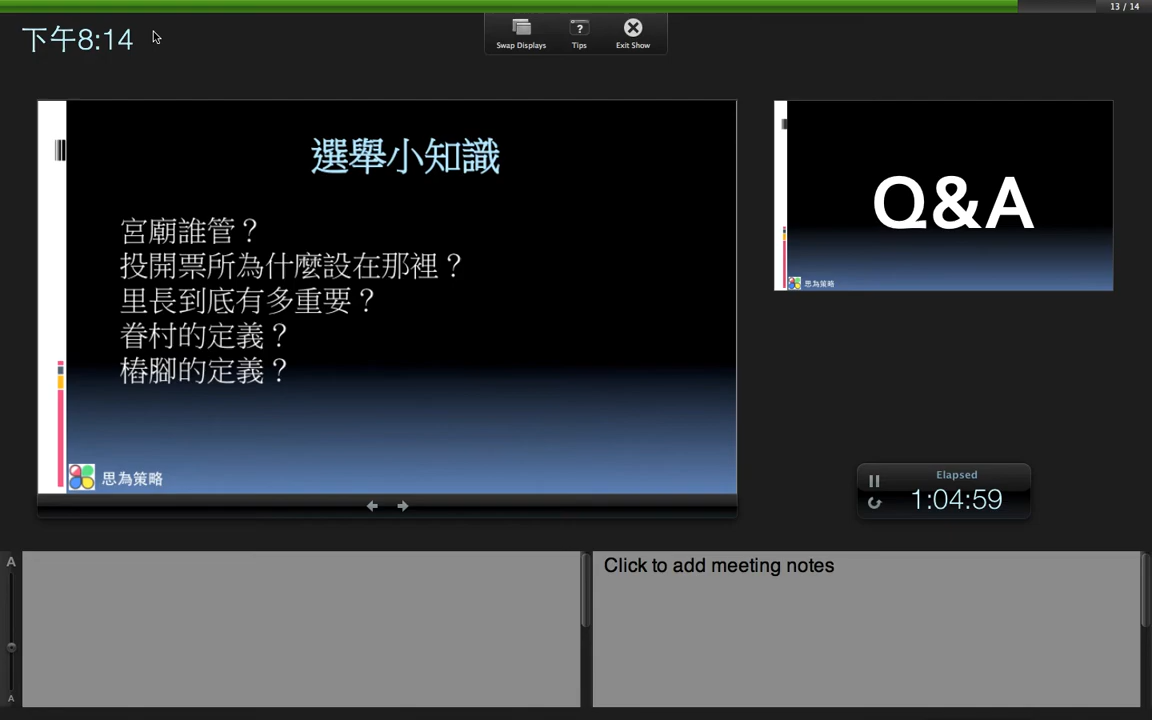 13 / 14
下午8:14
Swap Displays
Tips
Exit Show
選舉小知識
宮廟誰管？
投開票所為什麼設在那裡？
里長到底有多重要？
眷村的定義？
樁腳的定義？
思為策略
Q&A
思為策略
Elapsed
1:04:59
A
A
Click to add meeting notes